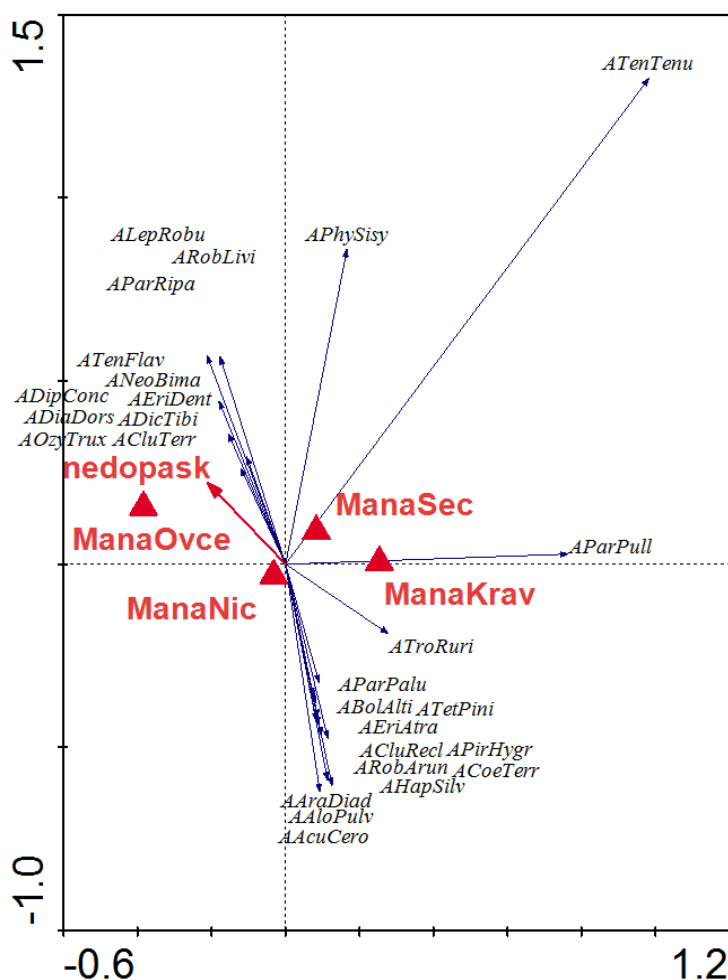 1.5
ATenTenu
ALepRobu
APhySisy
ARobLivi
AParRipa
ATenFlav
ANeoBima
ADipConc
AEriDent
ADiaDors
ADicTibi
AOzyTrux
ACluTerr
nedopask
ManaSec
ManaOvce
AParPull
ManaNic
ManaKrav
ATroRuri
AParPalu
ABolAlti
ATetPini
AEriAtra
ACluRecl
APirHygr
ARobArun
ACoeTerr
AHapSilv
AAraDiad
AAloPulv
AAcuCero
-1.0
-0.6
1.2